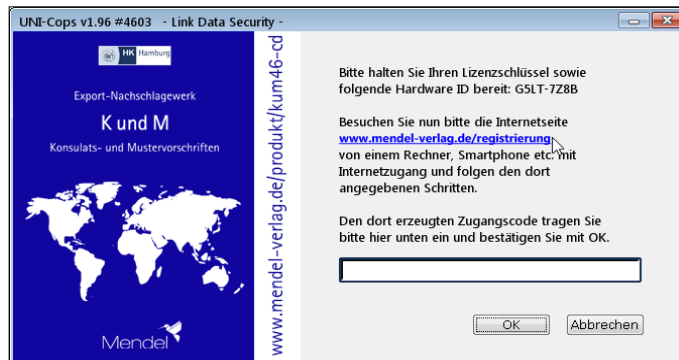 UNI-Cops v1.96 #4603 - Link Data Security -
HK Hamburg
Export-Nachschlagewerk
K und M
Konsulats- und Mustervorschriften
Mendel
www.mendel-verlag.de/produkt/kum46-cd
Bitte halten Sie Ihren Lizenzschlüssel sowie
folgende Hardware ID bereit: G5LT-7Z8B
Besuchen Sie nun bitte die Internetseite
www.mendel-verlag.de/registrierung
von einem Rechner, Smartphone etc. mit
Internetzugang und folgen den dort
angegebenen Schritten.
Den dort erzeugten Zugangscode tragen Sie
bitte hier unten ein und bestätigen Sie mit OK.
OK
Abbrechen